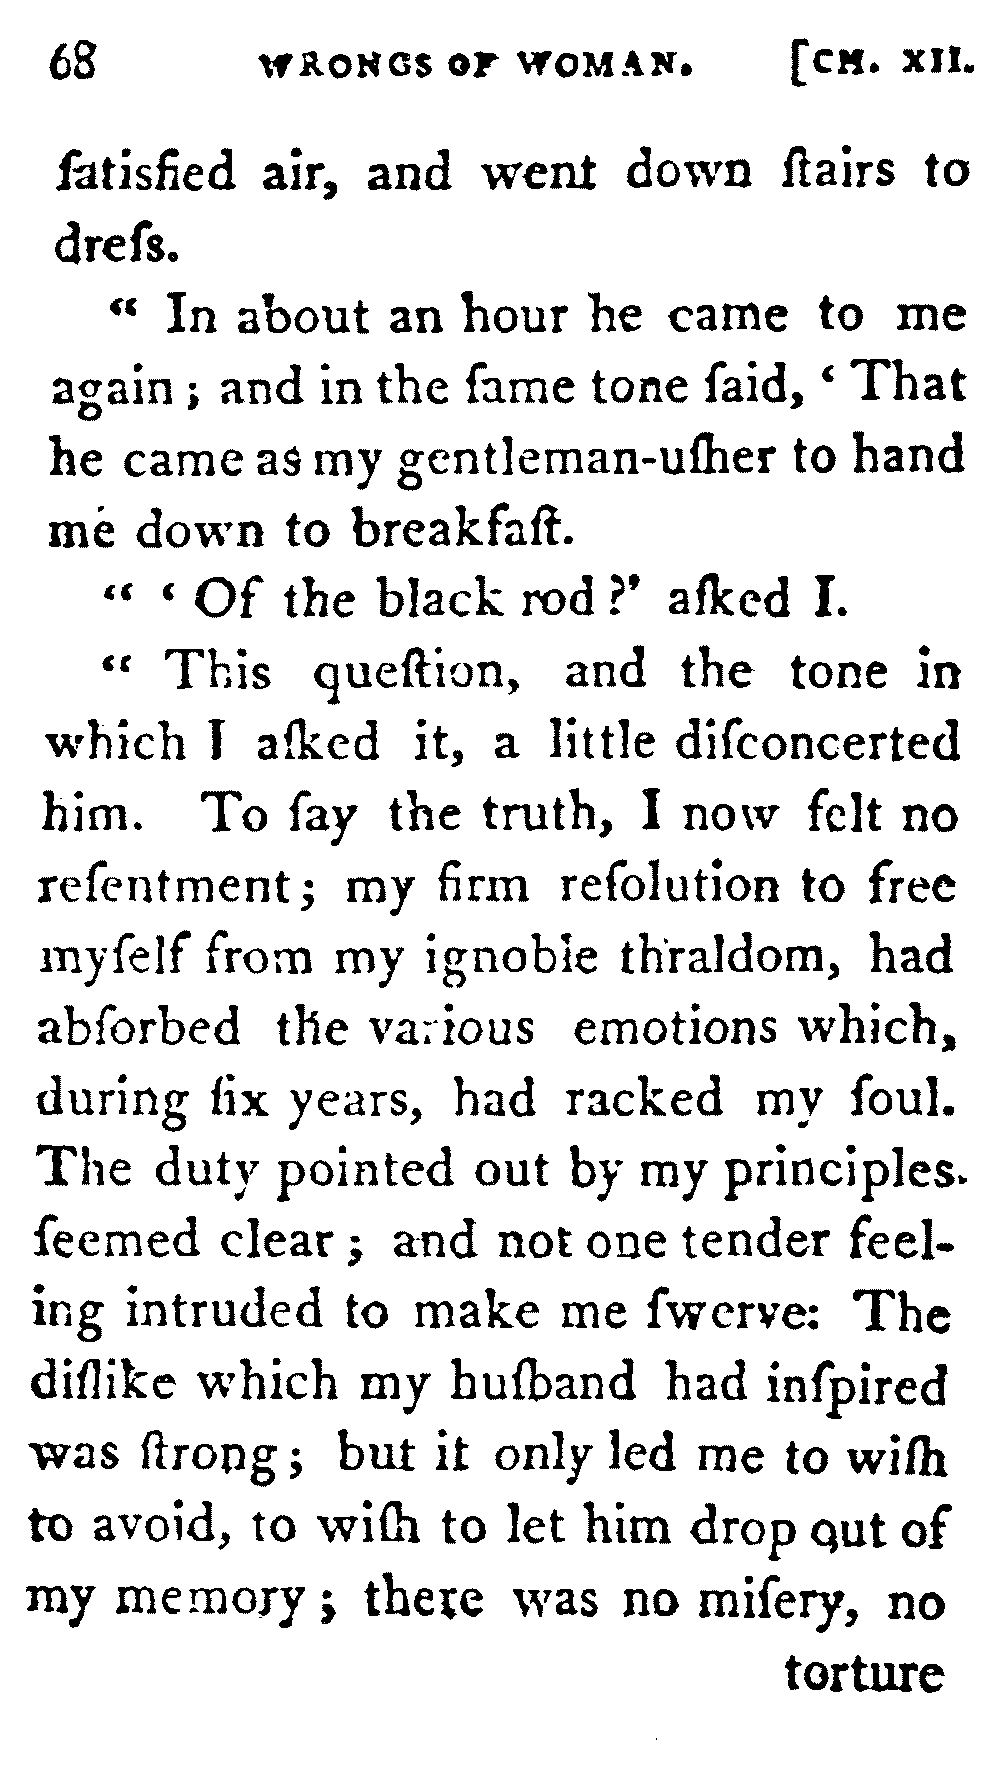 68 WRONGS OF WOMAN. [CH. XII.
ſatisfied air, and went down ſtairs to
dreſs.
“ In about an hour he came to me
again; and in the ſame tone ſaid, ‘ That
he came as my gentleman-uſher to hand
me down to breakfaſt.
“ ‘ Of the black rod?’ aſked I.
“ This queſtion, and the tone in
which I aſked it, a little diſconcerted
him. To ſay the truth, I now felt no
reſentment; my firm reſolution to free
myſelf from my ignoble thraldom, had
abſorbed the various emotions which,
during ſix years, had racked my ſoul.
The duty pointed out by my principles
ſeemed clear; and not one tender feel-
ing intruded to make me ſwerve: The
diſlike which my huſband had inſpired
was ſtrong; but it only led me to wiſh
to avoid, to wiſh to let him drop out of
my memory; there was no miſery, no
torture